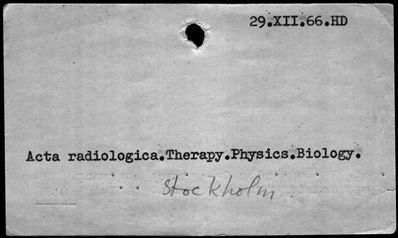 29.XII.66.HD
Acta radiologica.Therapy.Physics.Biology.
Stockholm